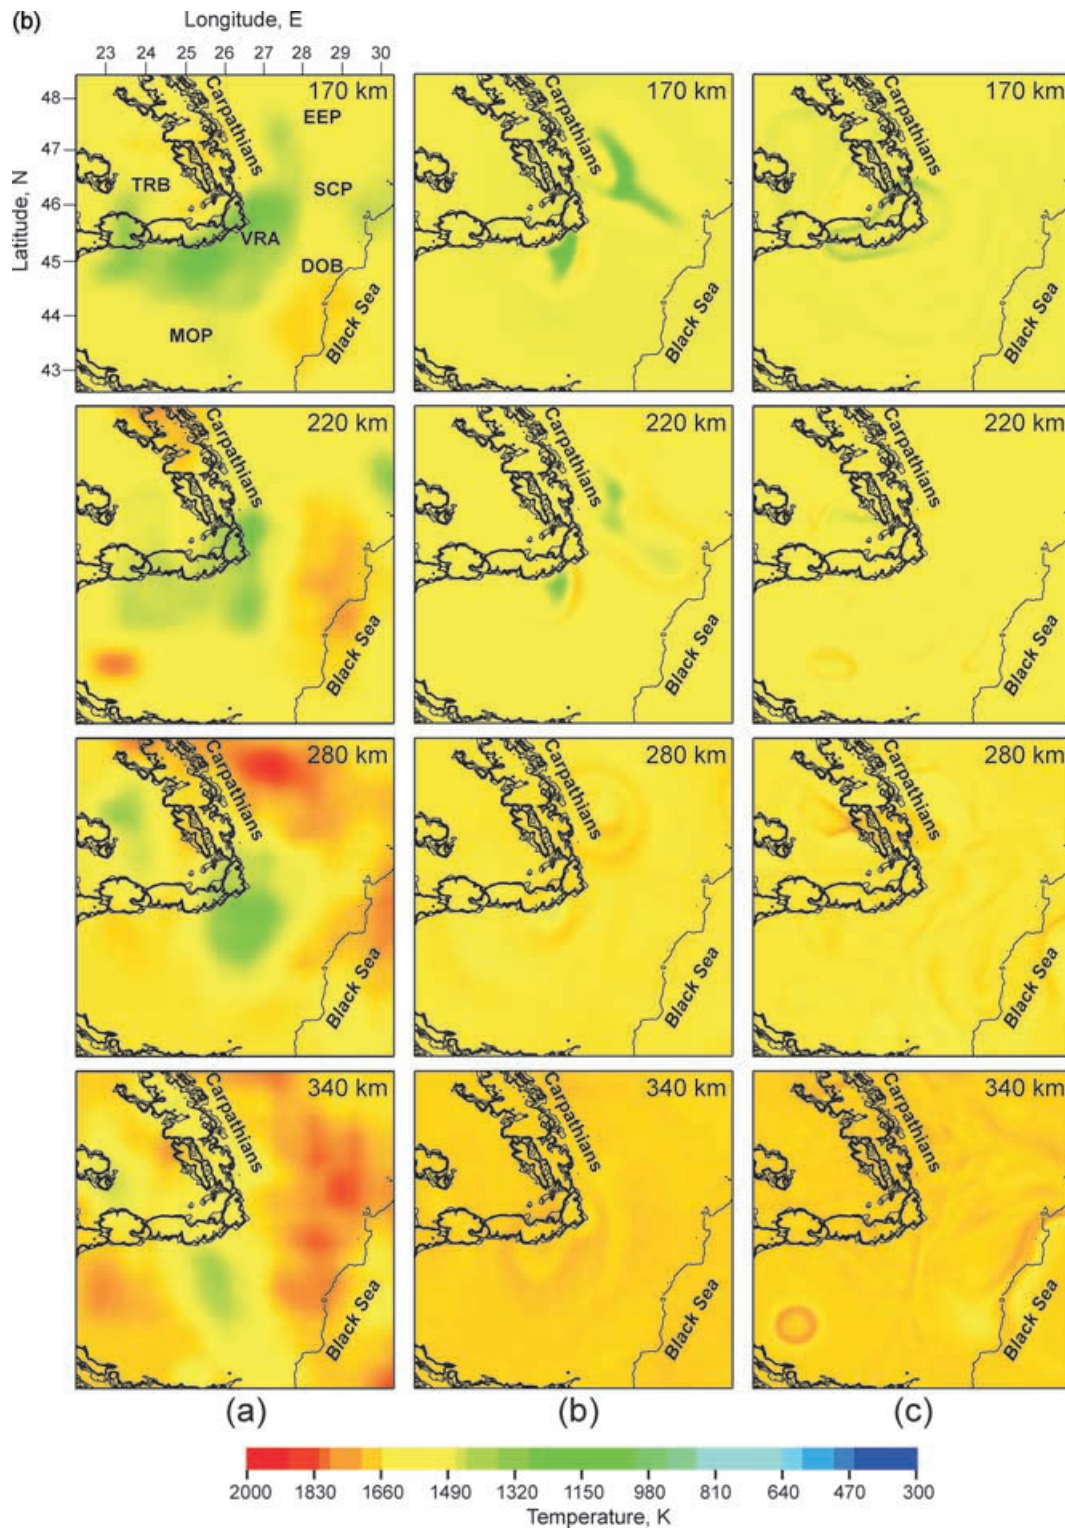 (b)
Longitude, E
23 24 25 26 27 28 29 30
Latitude, N
48
47
46
45
44
43
170 km
Carpathians
EEP
TRB
SCP
VRA
DOB
MOP
Black Sea
170 km
Carpathians
Black Sea
170 km
Carpathians
Black Sea
220 km
Carpathians
Black Sea
220 km
Carpathians
Black Sea
220 km
Carpathians
Black Sea
280 km
Carpathians
Black Sea
280 km
Carpathians
Black Sea
280 km
Carpathians
Black Sea
340 km
Carpathians
Black Sea
340 km
Carpathians
Black Sea
340 km
Carpathians
Black Sea
(a) (b) (c)
2000 1830 1660 1490 1320 1150 980 810 640 470 300
Temperature, K